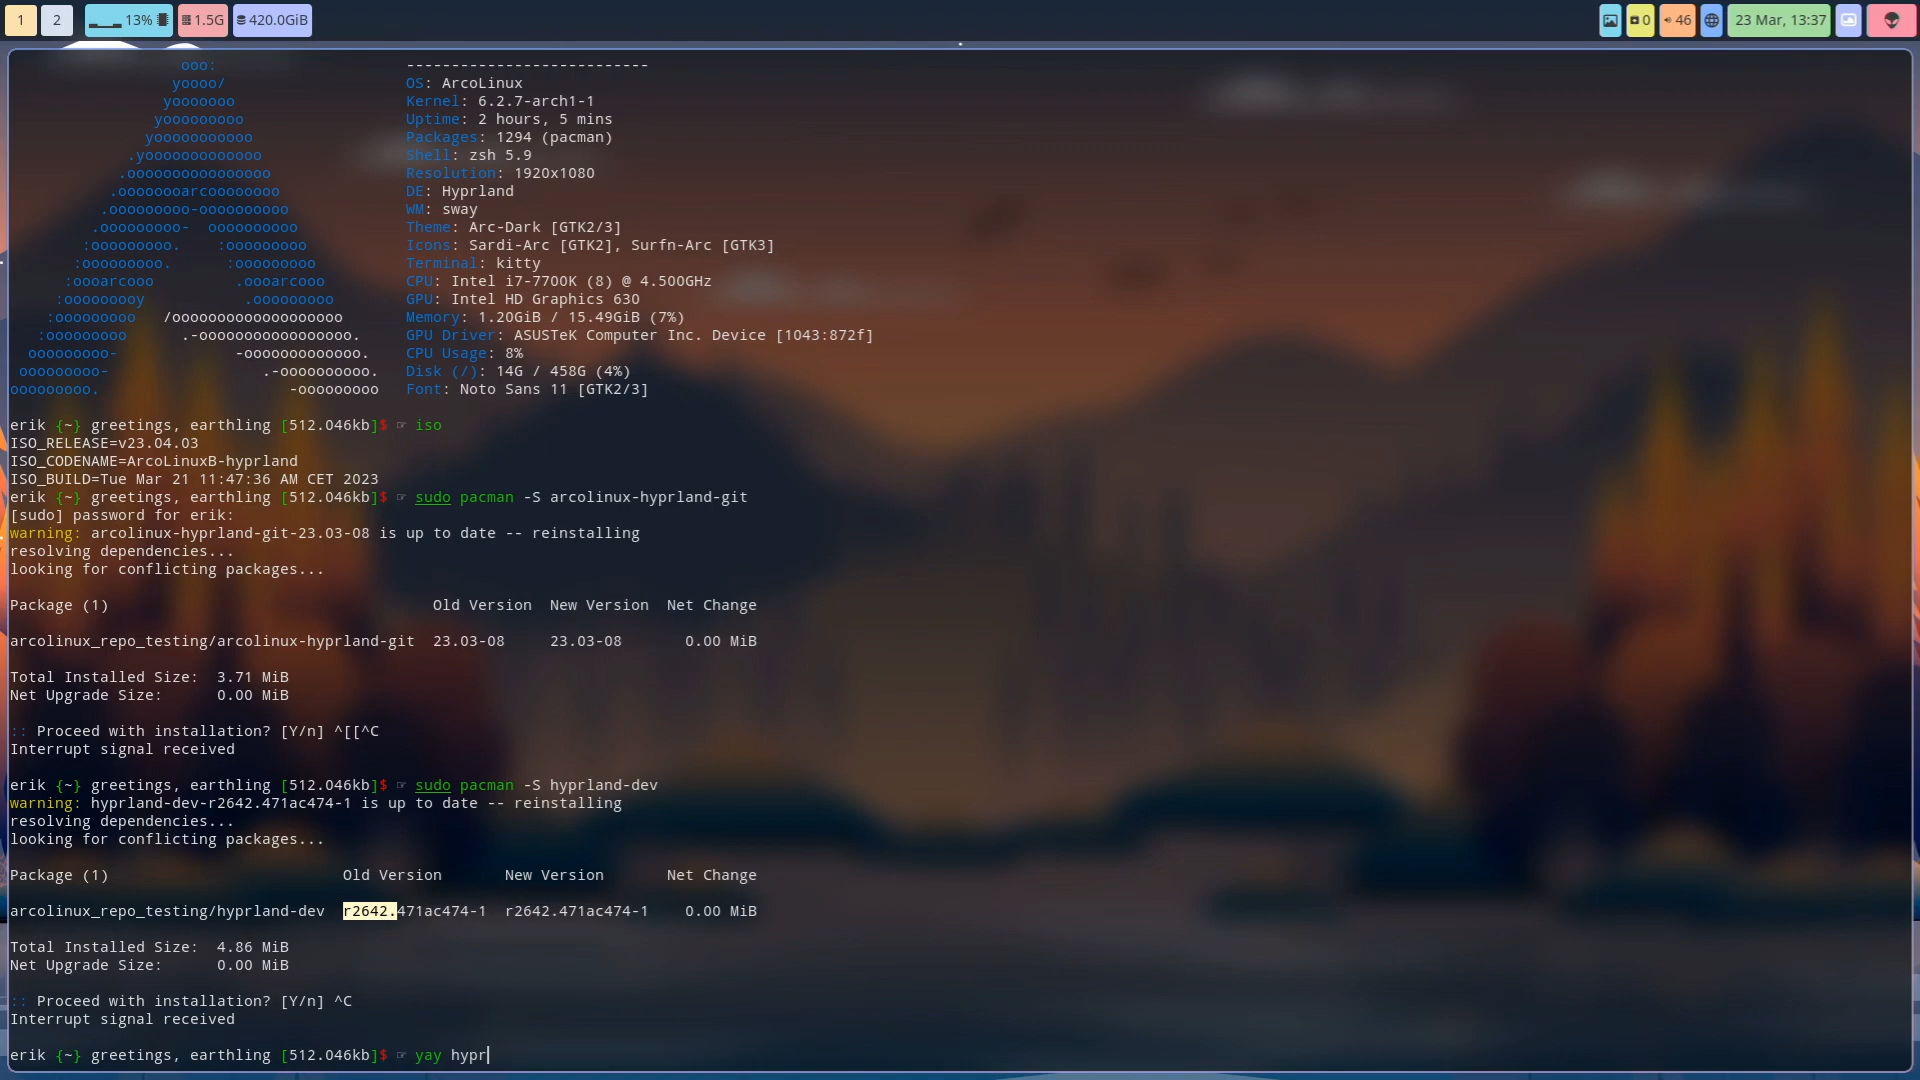 1 2 13% 1.5G 420.0GiB 0 46 23 Mar, 13:37
ooo: ---------------------------
yoooo/ OS: ArcoLinux
yooooooo Kernel: 6.2.7-arch1-1
yooooooooo Uptime: 2 hours, 5 mins
yooooooooooo Packages: 1294 (pacman)
.yooooooooooooo Shell: zsh 5.9
.oooooooooooooooo Resolution: 1920x1080
.oooooooarcoooooooo DE: Hyprland
.ooooooooo-oooooooooo WM: sway
.ooooooooo- oooooooooo Theme: Arc-Dark [GTK2/3]
:ooooooooo. :ooooooooo Icons: Sardi-Arc [GTK2], Surfn-Arc [GTK3]
:ooooooooo. :ooooooooo Terminal: kitty
:oooarcooo .oooarcooo CPU: Intel i7-7700K (8) @ 4.500GHz
:ooooooooy .ooooooooo GPU: Intel HD Graphics 630
:ooooooooo /ooooooooooooooooooo Memory: 1.20GiB / 15.49GiB (7%)
:ooooooooo .-ooooooooooooooooo. GPU Driver: ASUSTeK Computer Inc. Device [1043:872f]
ooooooooo- -ooooooooooooo. CPU Usage: 8%
ooooooooo- .-oooooooooo. Disk (/): 14G / 458G (4%)
ooooooooo. -ooooooooo Font: Noto Sans 11 [GTK2/3]
erik {~} greetings, earthling [512.046kb]$ ☞ iso
ISO_RELEASE=v23.04.03
ISO_CODENAME=ArcoLinuxB-hyprland
ISO_BUILD=Tue Mar 21 11:47:36 AM CET 2023
erik {~} greetings, earthling [512.046kb]$ ☞ sudo pacman -S arcolinux-hyprland-git
[sudo] password for erik:
warning: arcolinux-hyprland-git-23.03-08 is up to date -- reinstalling
resolving dependencies...
looking for conflicting packages...
Package (1) Old Version New Version Net Change
arcolinux_repo_testing/arcolinux-hyprland-git 23.03-08 23.03-08 0.00 MiB
Total Installed Size: 3.71 MiB
Net Upgrade Size: 0.00 MiB
:: Proceed with installation? [Y/n] ^[[^C
Interrupt signal received
erik {~} greetings, earthling [512.046kb]$ ☞ sudo pacman -S hyprland-dev
warning: hyprland-dev-r2642.471ac474-1 is up to date -- reinstalling
resolving dependencies...
looking for conflicting packages...
Package (1) Old Version New Version Net Change
arcolinux_repo_testing/hyprland-dev r2642.471ac474-1 r2642.471ac474-1 0.00 MiB
Total Installed Size: 4.86 MiB
Net Upgrade Size: 0.00 MiB
:: Proceed with installation? [Y/n] ^C
Interrupt signal received
erik {~} greetings, earthling [512.046kb]$ ☞ yay hypr